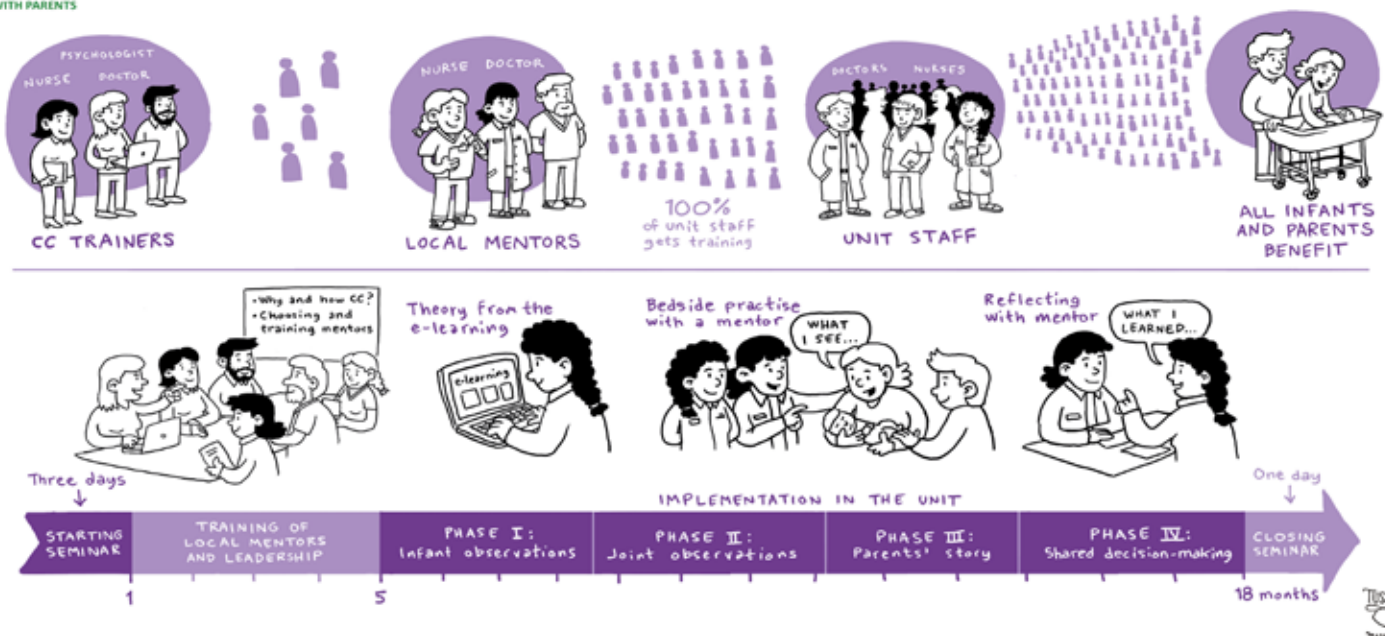 WITH PARENTS
PSYCHOLOGIST
NURSE DOCTOR
CC TRAINERS
NURSE DOCTOR
LOCAL MENTORS
100%
of unit staff
gets training
DOCTORS NURSES
UNIT STAFF
ALL INFANTS
AND PARENTS
BENEFIT
• Why and how CC?
• Choosing and
training mentors
Theory from the
e-learning
e-learning
Bedside practise
with a mentor
WHAT
I SEE...
Reflecting
with mentor
WHAT I
LEARNED...
Three days
One day
IMPLEMENTATION IN THE UNIT
STARTING
SEMINAR
TRAINING OF
LOCAL MENTORS
AND LEADERSHIP
PHASE I:
Infant observations
PHASE II:
Joint observations
PHASE III:
Parents' story
PHASE IV:
Shared decision-making
CLOSING
SEMINAR
1
5
18 months